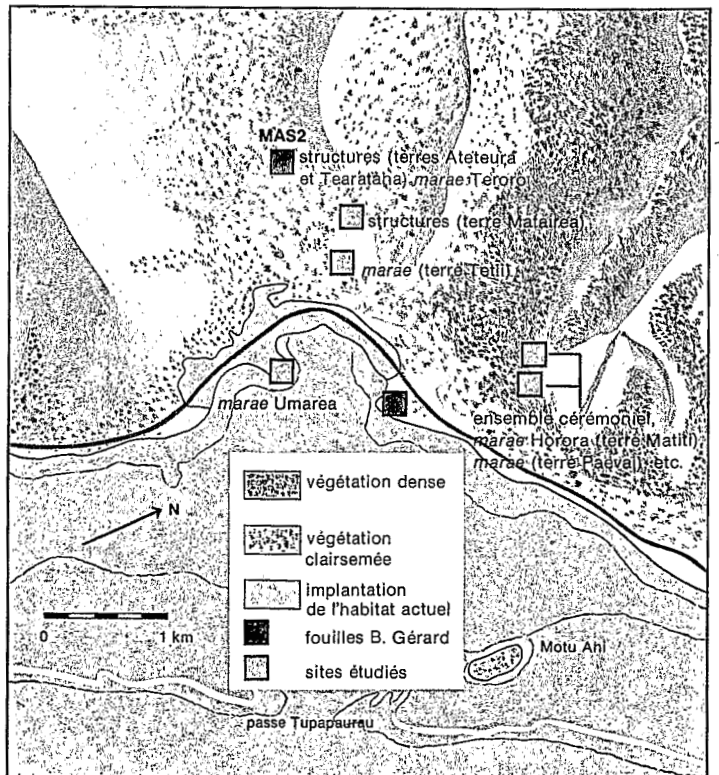 MAS2
structures (terres Ateteura
et Tearataha) marae Teroro
structures (terre Matairea)
marae (terre Tetii)
marae Umarea
ensemble cérémoniel,
marae Horora (terre Matiti)
marae (terre Paeva), etc.
végétation dense
végétation
clairsemée
implantation
de l'habitat actuel
fouilles B. Gérard
sites étudiés
N
0 1 km
Motu Ahi
passe Tupapaurau